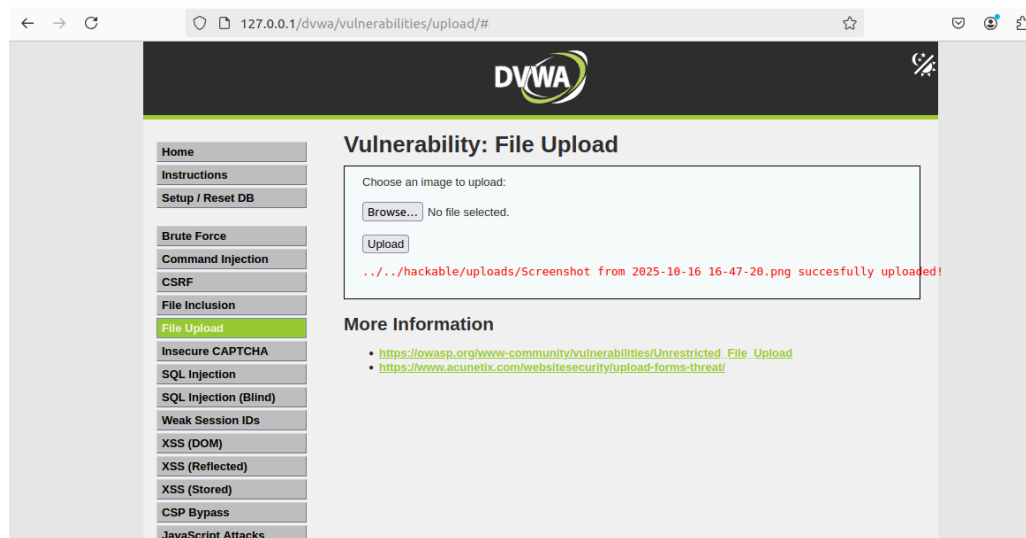 127.0.0.1/dvwa/vulnerabilities/upload/#
DVWA
Home
Instructions
Setup / Reset DB
Brute Force
Command Injection
CSRF
File Inclusion
File Upload
Insecure CAPTCHA
SQL Injection
SQL Injection (Blind)
Weak Session IDs
XSS (DOM)
XSS (Reflected)
XSS (Stored)
CSP Bypass
JavaScript Attacks
Vulnerability: File Upload
Choose an image to upload:
Browse... No file selected.
Upload
../../hackable/uploads/Screenshot from 2025-10-16 16-47-20.png succesfully uploaded!
More Information
• https://owasp.org/www-community/vulnerabilities/Unrestricted_File_Upload
• https://www.acunetix.com/websitesecurity/upload-forms-threat/